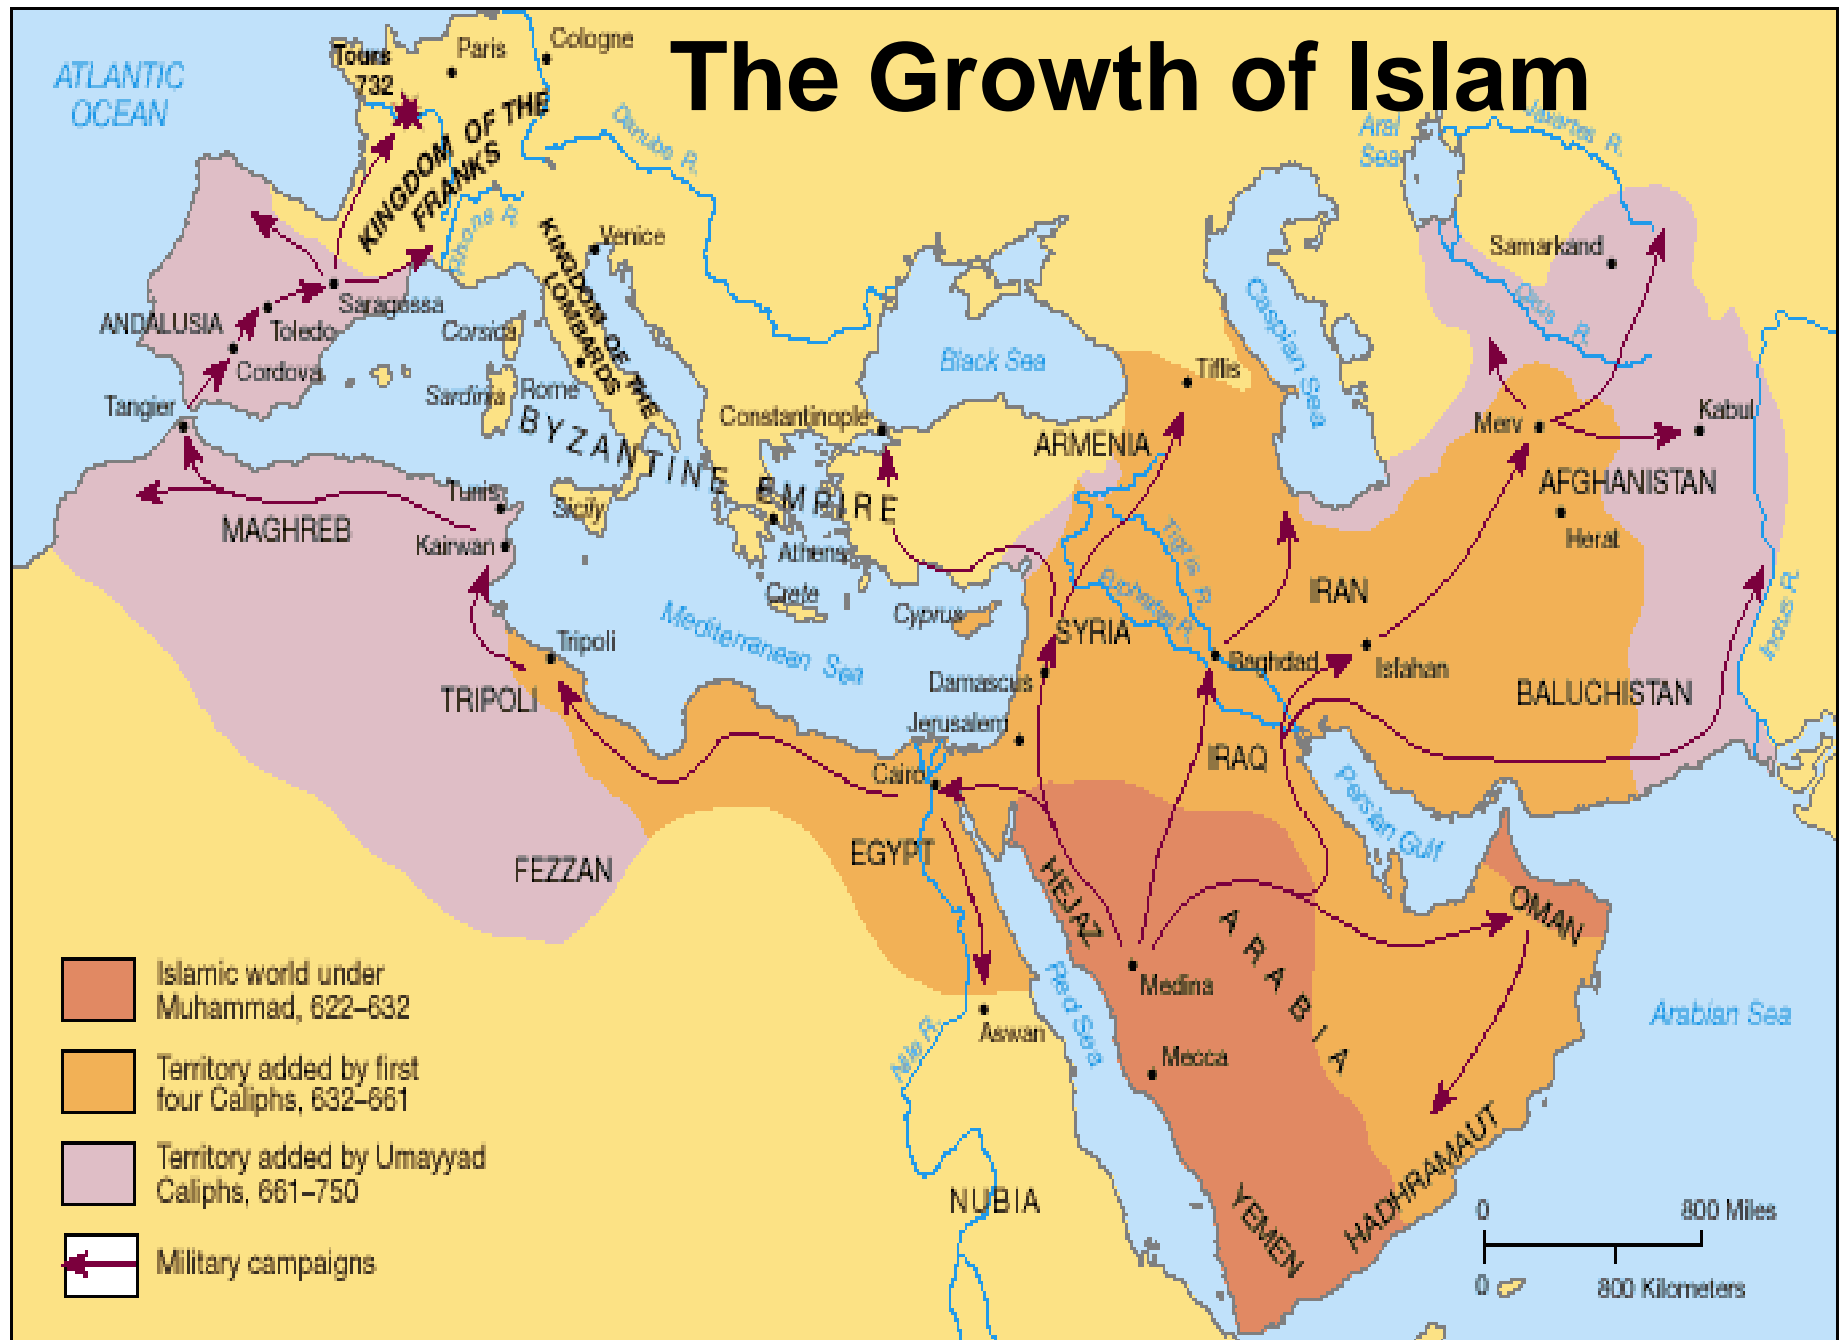 The Growth of Islam
ATLANTIC
OCEAN
Tours
732
Paris
Cologne
KINGDOM OF THE
FRANKS
Danube R.
Rhone R.
Venice
KINGDOM OF THE
LOMBARDS
Aral
Sea
Jaxartes R.
Samarkand
Oxus R.
Caspian Sea
Black Sea
Saragossa
ANDALUSIA
Toledo
Cordova
Corsica
Sardinia
Rome
Tangier
BYZANTINE EMPIRE
Constantinople
Tiflis
ARMENIA
Merv
Kabul
AFGHANISTAN
Herat
Tunis
Sicily
MAGHREB
Kairwan
Athens
Crete
Cyprus
Mediterranean Sea
Tigris R.
Euphrates R.
IRAN
SYRIA
Indus R.
Tripoli
TRIPOLI
Damascus
Baghdad
Isfahan
BALUCHISTAN
Jerusalem
IRAQ
Cairo
Persian Gulf
EGYPT
FEZZAN
HEJAZ
ARABIA
OMAN
Medina
Red Sea
Aswan
Nile R.
Mecca
Arabian Sea
HADHRAMAUT
NUBIA
YEMEN
Islamic world under
Muhammad, 622–632
Territory added by first
four Caliphs, 632–661
Territory added by Umayyad
Caliphs, 661–750
Military campaigns
0 800 Miles
0 800 Kilometers